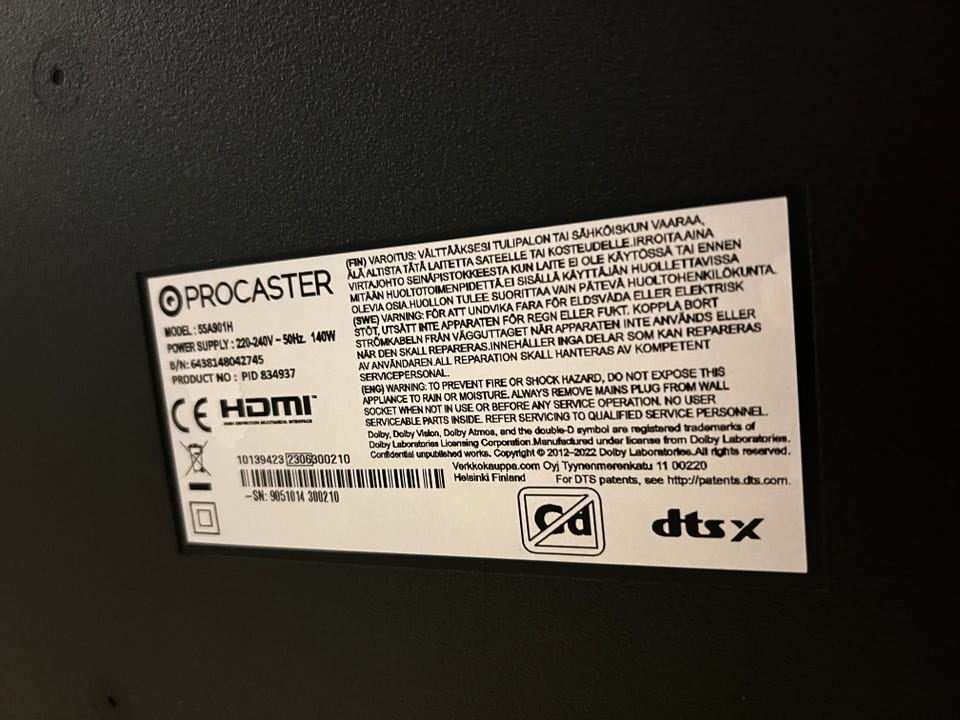 PROCASTER
MODEL : 55A901H
POWER SUPPLY : 220-240V ~ 50Hz. 140W
B/N: 6438148042745
PRODUCT NO : PID 834937
CE HDMI™
HIGH DEFINITION MULTIMEDIA INTERFACE
10139423 2306300210
SN: 9051014 300210
(FIN) VAROITUS: VÄLTTÄÄKSESI TULIPALON TAI SÄHKÖISKUN VAARAA,
ÄLÄ ALTISTA TÄTÄ LAITETTA SATEELLE TAI KOSTEUDELLE.IRROITA AINA
VIRTAJOHTO SEINÄPISTOKKEESTA KUN LAITE EI OLE KÄYTÖSSÄ TAI ENNEN
MITÄÄN HUOLTOTOIMENPIDETTÄ.EI SISÄLLÄ KÄYTTÄJÄN HUOLLETTAVISSA
OLEVIA OSIA.HUOLLON TULEE SUORITTAA VAIN PÄTEVÄ HUOLTOHENKILÖKUNTA.
(SWE) WARNING: FÖR ATT UNDVIKA FARA FÖR ELDSVÅDA ELLER ELEKTRISK
STÖT, UTSÄTT INTE APPARATEN FÖR REGN ELLER FUKT. KOPPLA BORT
STRÖMKABELN FRÅN VÄGGUTTAGET NÄR APPARATEN INTE ANVÄNDS ELLER
NÄR DEN SKALL REPARERAS.INNEHÅLLER INGA DELAR SOM KAN REPARERAS
AV ANVÄNDAREN.ALL REPARATION SKALL HANTERAS AV KOMPETENT
SERVICEPERSONAL.
(ENG) WARNING: TO PREVENT FIRE OR SHOCK HAZARD, DO NOT EXPOSE THIS
APPLIANCE TO RAIN OR MOISTURE. ALWAYS REMOVE MAINS PLUG FROM WALL
SOCKET WHEN NOT IN USE OR BEFORE ANY SERVICE OPERATION. NO USER
SERVICEABLE PARTS INSIDE. REFER SERVICING TO QUALIFIED SERVICE PERSONNEL.
Dolby, Dolby Vision, Dolby Atmos, and the double-D symbol are registered trademarks of
Dolby Laboratories Licensing Corporation.Manufactured under license from Dolby Laboratories.
Confidential unpublished works. Copyright © 2012–2022 Dolby Laboratories.All rights reserved.
Verkkokauppa.com Oyj Tyynenmerenkatu 11 00220
Helsinki Finland
For DTS patents, see http://patents.dts.com.
Cd
dts X